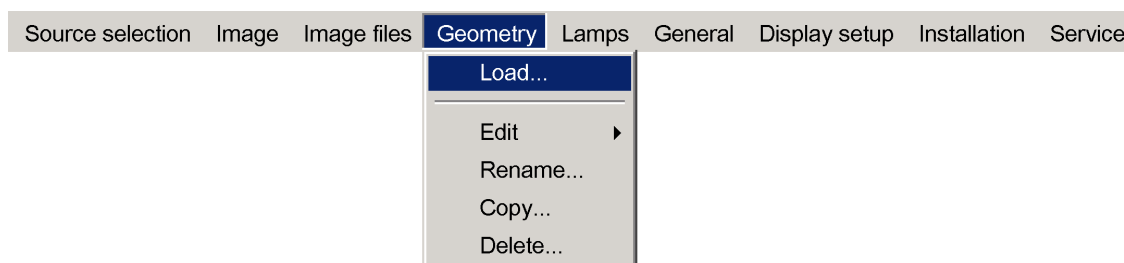 Source selection Image Image files Geometry Lamps General Display setup Installation Service
Load...
Edit
Rename...
Copy...
Delete...